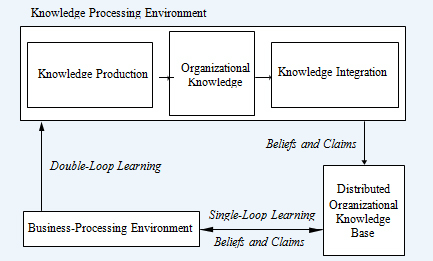 Knowledge Processing Environment
Knowledge Production
Organizational
Knowledge
Knowledge Integration
Beliefs and Claims
Double-Loop Learning
Distributed
Organizational
Knowledge
Base
Single-Loop Learning
Business-Processing Environment
Beliefs and Claims